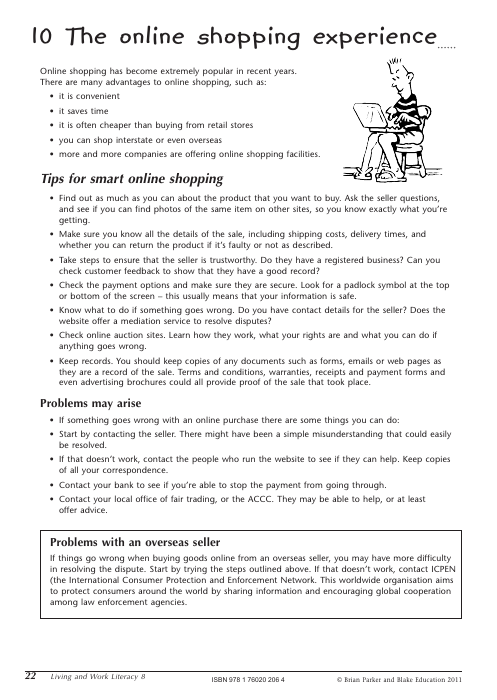 10 The online shopping experience......
Online shopping has become extremely popular in recent years.
There are many advantages to online shopping, such as:
• it is convenient
• it saves time
• it is often cheaper than buying from retail stores
• you can shop interstate or even overseas
• more and more companies are offering online shopping facilities.
Tips for smart online shopping
• Find out as much as you can about the product that you want to buy. Ask the seller questions,
and see if you can find photos of the same item on other sites, so you know exactly what you're
getting.
• Make sure you know all the details of the sale, including shipping costs, delivery times, and
whether you can return the product if it's faulty or not as described.
• Take steps to ensure that the seller is trustworthy. Do they have a registered business? Can you
check customer feedback to show that they have a good record?
• Check the payment options and make sure they are secure. Look for a padlock symbol at the top
or bottom of the screen – this usually means that your information is safe.
• Know what to do if something goes wrong. Do you have contact details for the seller? Does the
website offer a mediation service to resolve disputes?
• Check online auction sites. Learn how they work, what your rights are and what you can do if
anything goes wrong.
• Keep records. You should keep copies of any documents such as forms, emails or web pages as
they are a record of the sale. Terms and conditions, warranties, receipts and payment forms and
even advertising brochures could all provide proof of the sale that took place.
Problems may arise
• If something goes wrong with an online purchase there are some things you can do:
• Start by contacting the seller. There might have been a simple misunderstanding that could easily
be resolved.
• If that doesn't work, contact the people who run the website to see if they can help. Keep copies
of all your correspondence.
• Contact your bank to see if you're able to stop the payment from going through.
• Contact your local office of fair trading, or the ACCC. They may be able to help, or at least
offer advice.
Problems with an overseas seller
If things go wrong when buying goods online from an overseas seller, you may have more difficulty
in resolving the dispute. Start by trying the steps outlined above. If that doesn't work, contact ICPEN
(the International Consumer Protection and Enforcement Network. This worldwide organisation aims
to protect consumers around the world by sharing information and encouraging global cooperation
among law enforcement agencies.
22 Living and Work Literacy 8 ISBN 978 1 76020 206 4 © Brian Parker and Blake Education 2011